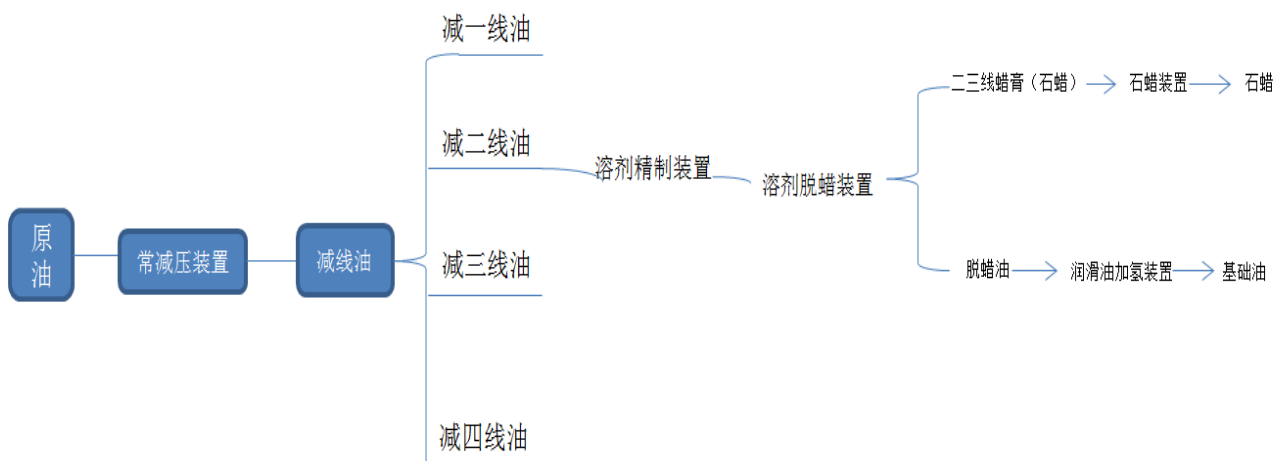 减一线油
二三线蜡膏（石蜡）
石蜡装置
石蜡
减二线油
溶剂精制装置
溶剂脱蜡装置
原
油
常减压装置
减线油
减三线油
脱蜡油
润滑油加氢装置
基础油
减四线油